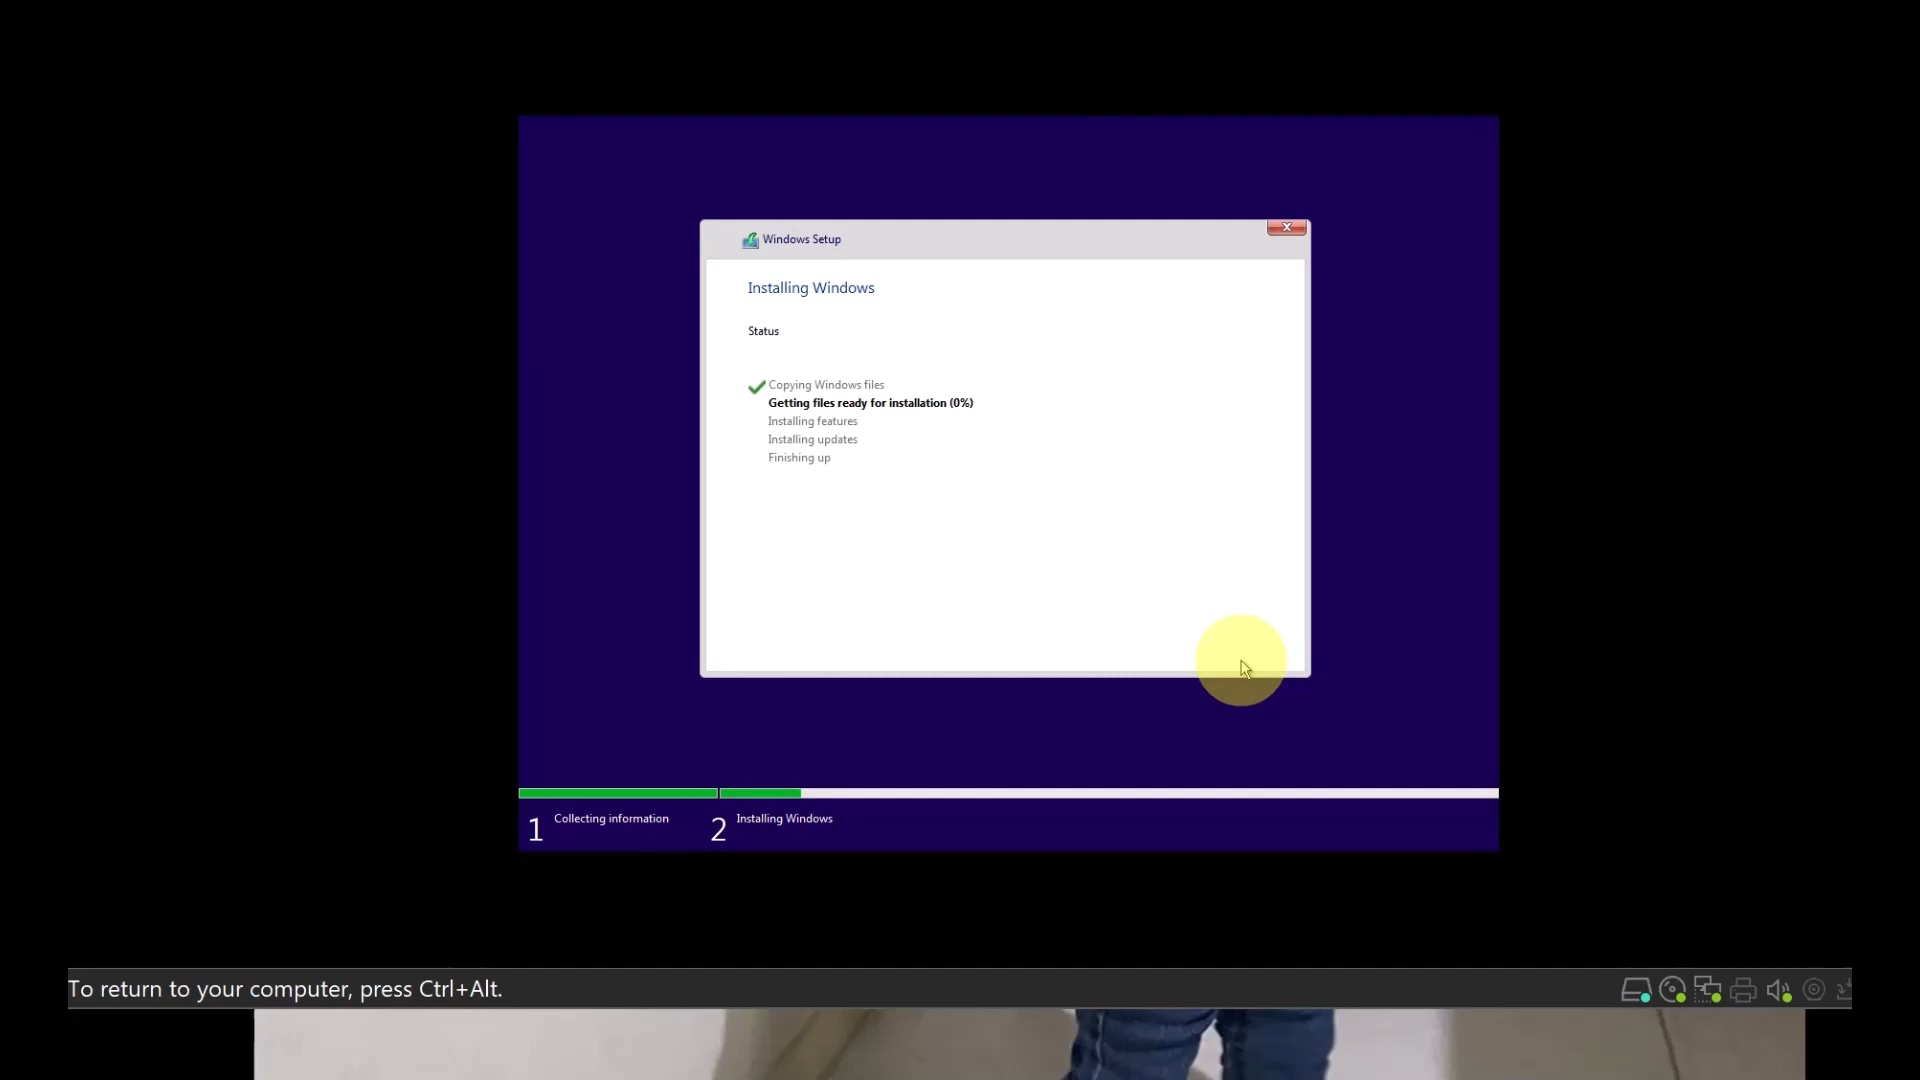 Windows Setup
Installing Windows
Status
Copying Windows files
Getting files ready for installation (0%)
Installing features
Installing updates
Finishing up
1 Collecting information 2 Installing Windows
To return to your computer, press Ctrl+Alt.